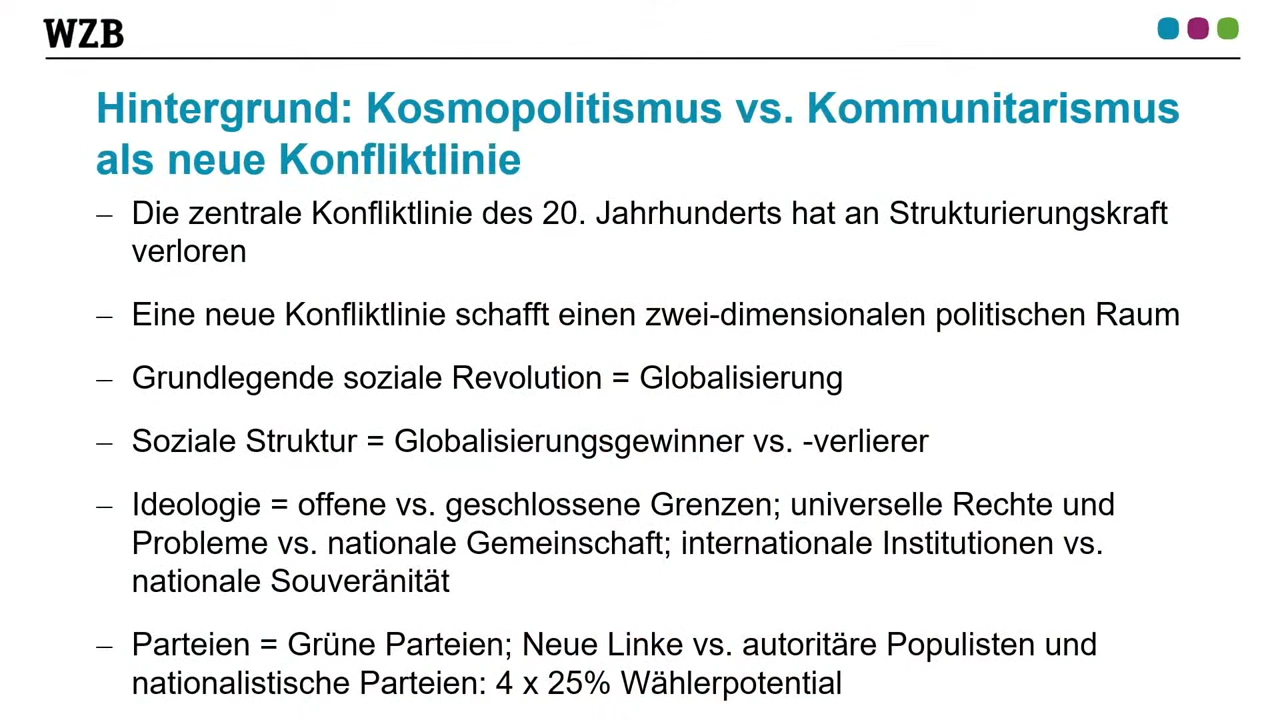 WZB
Hintergrund: Kosmopolitismus vs. Kommunitarismus
als neue Konfliktlinie
– Die zentrale Konfliktlinie des 20. Jahrhunderts hat an Strukturierungskraft
verloren
– Eine neue Konfliktlinie schafft einen zwei-dimensionalen politischen Raum
– Grundlegende soziale Revolution = Globalisierung
– Soziale Struktur = Globalisierungsgewinner vs. -verlierer
– Ideologie = offene vs. geschlossene Grenzen; universelle Rechte und
Probleme vs. nationale Gemeinschaft; internationale Institutionen vs.
nationale Souveränität
– Parteien = Grüne Parteien; Neue Linke vs. autoritäre Populisten und
nationalistische Parteien: 4 x 25% Wählerpotential